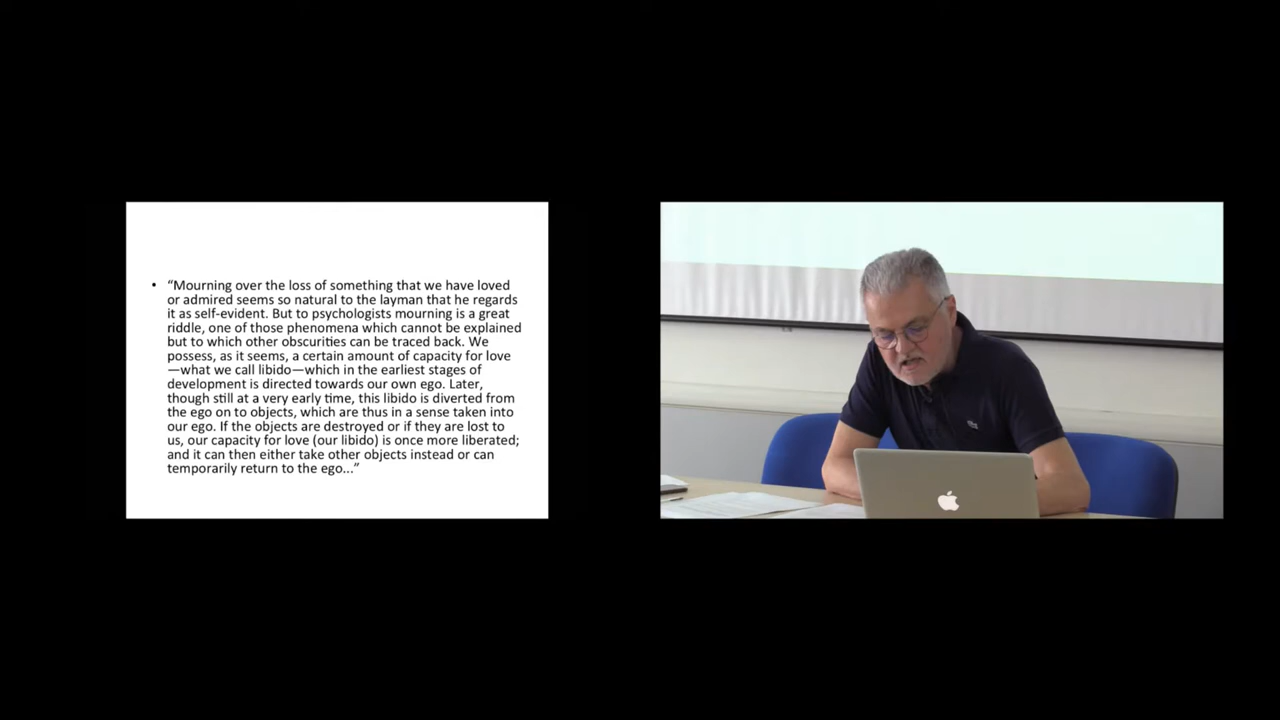 • “Mourning over the loss of something that we have loved
or admired seems so natural to the layman that he regards
it as self-evident. But to psychologists mourning is a great
riddle, one of those phenomena which cannot be explained
but to which other obscurities can be traced back. We
possess, as it seems, a certain amount of capacity for love
—what we call libido—which in the earliest stages of
development is directed towards our own ego. Later,
though still at a very early time, this libido is diverted from
the ego on to objects, which are thus in a sense taken into
our ego. If the objects are destroyed or if they are lost to
us, our capacity for love (our libido) is once more liberated;
and it can then either take other objects instead or can
temporarily return to the ego...”